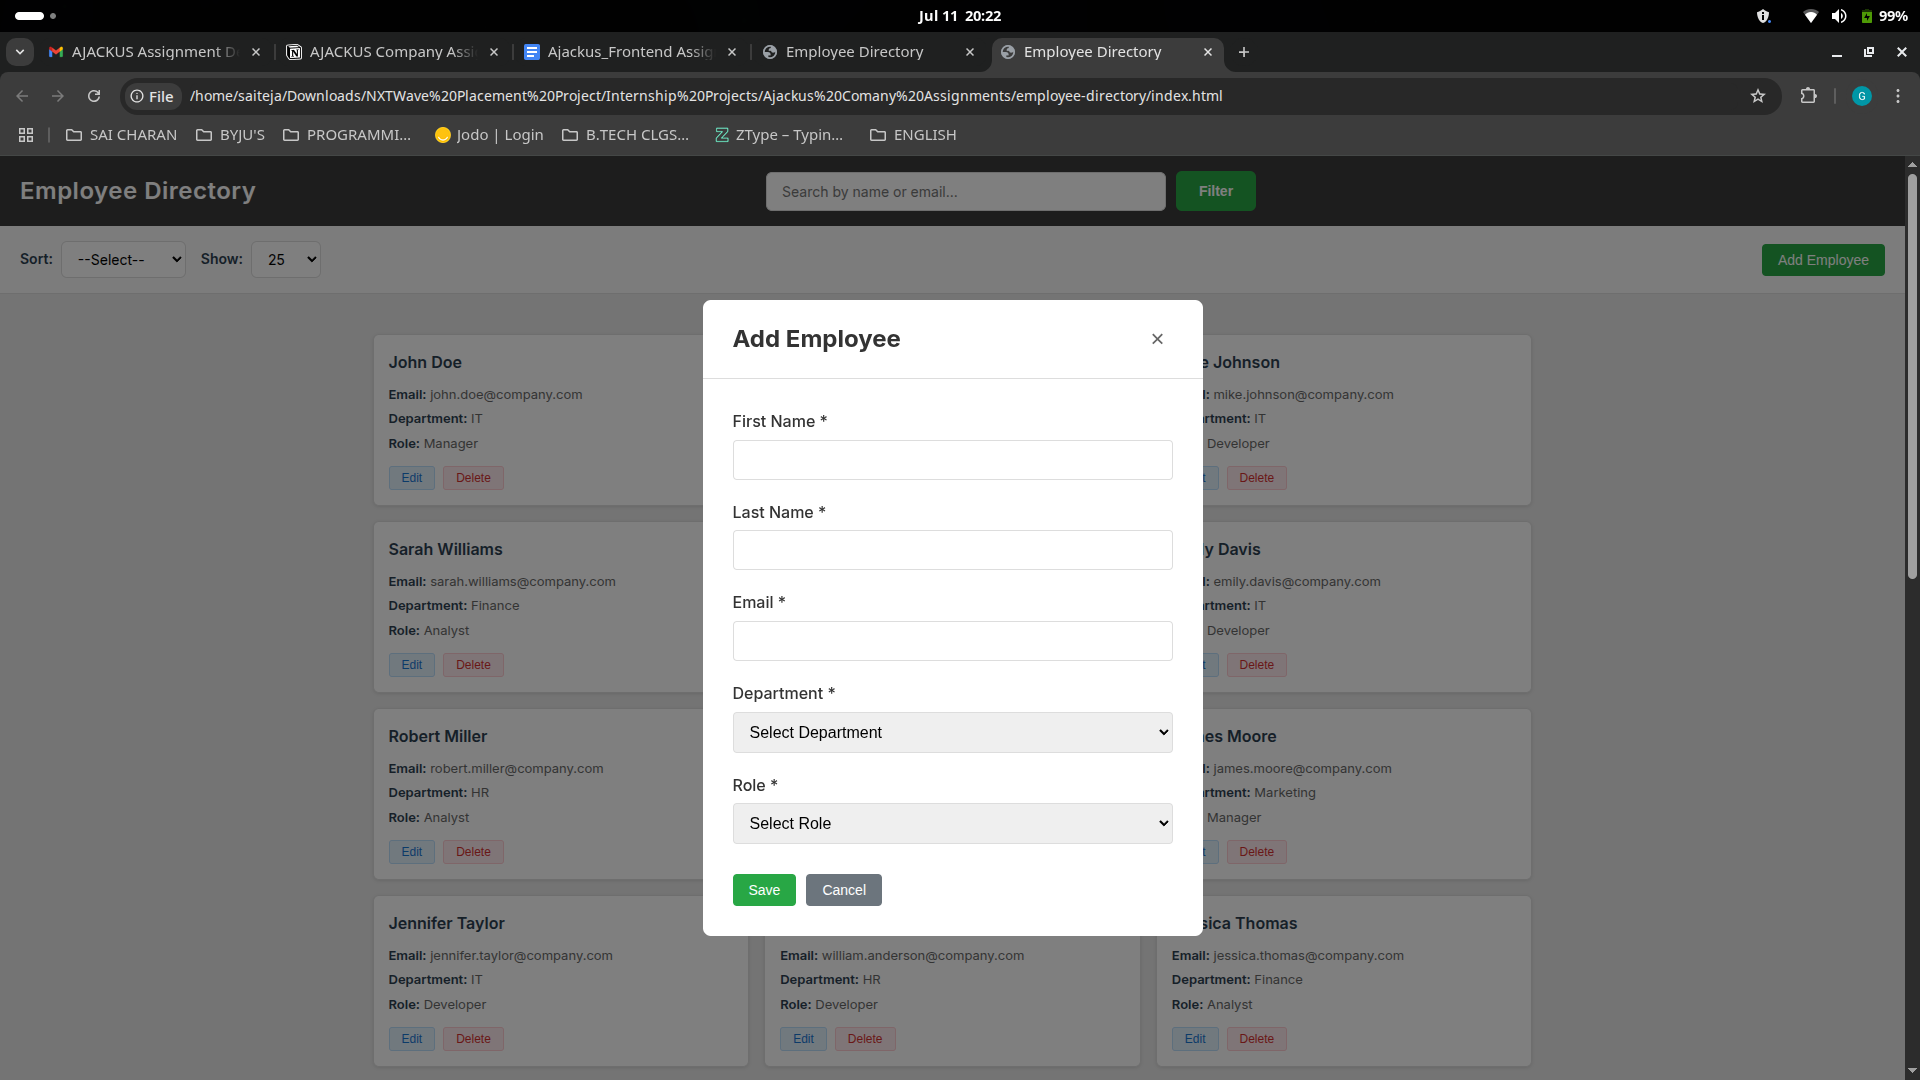 Jul 11 20:22
99%
AJACKUS Assignment D
AJACKUS Company Assi
Ajackus_Frontend Assig
Employee Directory
Employee Directory
File
/home/saiteja/Downloads/NXTWave%20Placement%20Project/Internship%20Projects/Ajackus%20Comany%20Assignments/employee-directory/index.html
G
SAI CHARAN
BYJU'S
PROGRAMMI...
Jodo | Login
B.TECH CLGS...
ZType – Typin...
ENGLISH
Employee Directory
Search by name or email...
Filter
Sort:
--Select--
Show:
25
Add Employee
Add Employee
×
First Name *
Last Name *
Email *
Department *
Select Department
Role *
Select Role
Save
Cancel
John Doe
Email: john.doe@company.com
Department: IT
Role: Manager
Edit
Delete
e Johnson
l: mike.johnson@company.com
rtment: IT
Developer
t
Delete
Sarah Williams
Email: sarah.williams@company.com
Department: Finance
Role: Analyst
Edit
Delete
y Davis
l: emily.davis@company.com
rtment: IT
Developer
t
Delete
Robert Miller
Email: robert.miller@company.com
Department: HR
Role: Analyst
Edit
Delete
es Moore
l: james.moore@company.com
rtment: Marketing
Manager
t
Delete
Jennifer Taylor
Email: jennifer.taylor@company.com
Department: IT
Role: Developer
Edit
Delete
Email: william.anderson@company.com
Department: HR
Role: Developer
Edit
Delete
sica Thomas
Email: jessica.thomas@company.com
Department: Finance
Role: Analyst
Edit
Delete